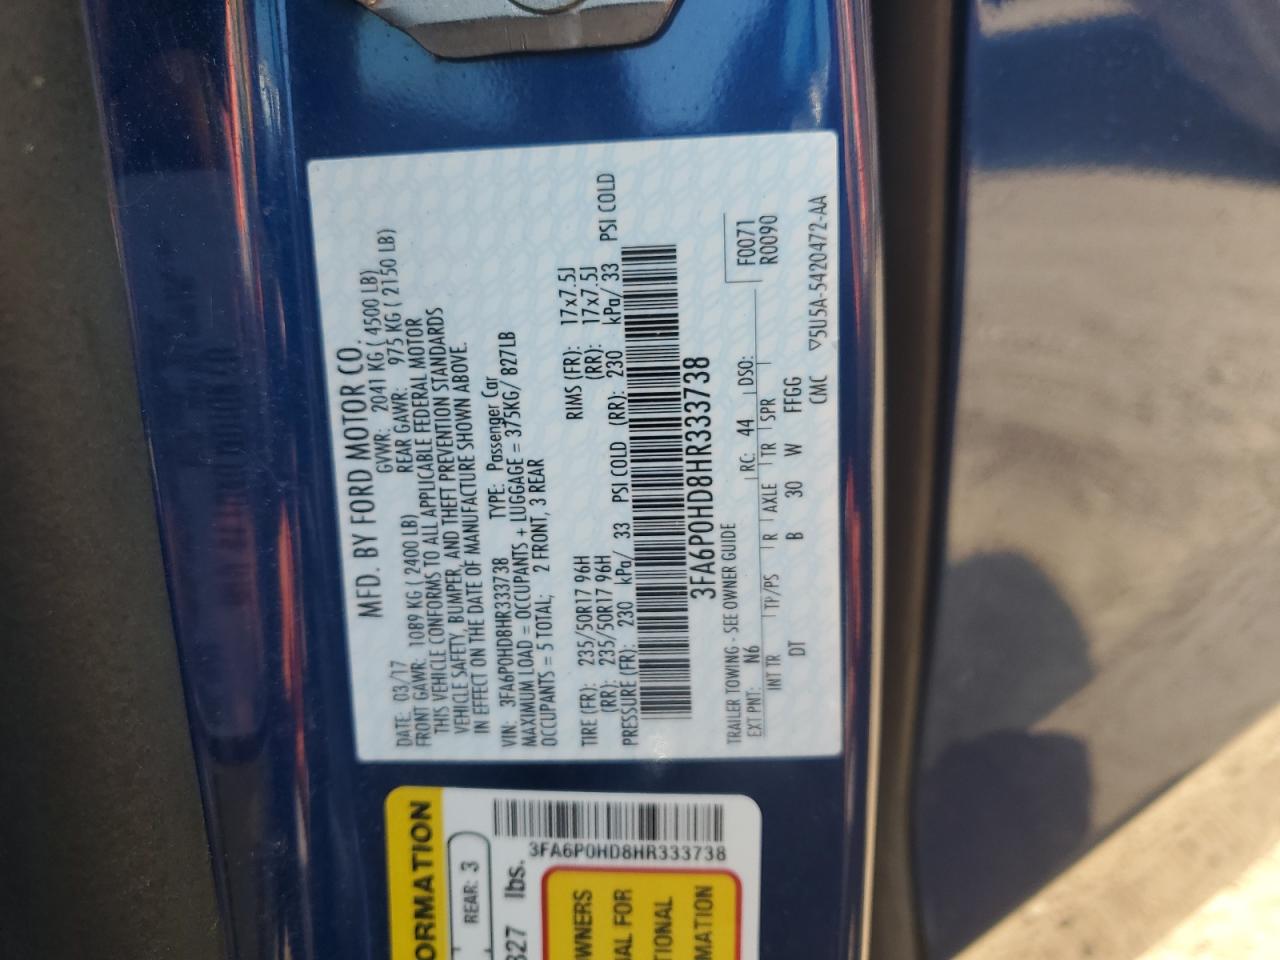 MFD. BY FORD MOTOR CO.
DATE: 03/17 GVWR: 2041 KG ( 4500 LB)
FRONT GAWR: 1089 KG ( 2400 LB) REAR GAWR: 975 KG ( 2150 LB)
THIS VEHICLE CONFORMS TO ALL APPLICABLE FEDERAL MOTOR
VEHICLE SAFETY, BUMPER, AND THEFT PREVENTION STANDARDS
IN EFFECT ON THE DATE OF MANUFACTURE SHOWN ABOVE.
VIN: 3FA6P0HD8HR333738 TYPE: Passenger Car
MAXIMUM LOAD = OCCUPANTS + LUGGAGE = 375KG/ 827LB
OCCUPANTS = 5 TOTAL; 2 FRONT, 3 REAR
TIRE (FR): 235/50R17 96H RIMS (FR): 17x7.5J
(RR): 235/50R17 96H (RR): 17x7.5J
PRESSURE (FR): 230 kPa/ 33 PSI COLD (RR): 230 kPa/ 33 PSI COLD
3FA6P0HD8HR333738
TRAILER TOWING - SEE OWNER GUIDE F0071
EXT PNT: N6 RC: 44 DSO: R0090
INT TR TP/PS R AXLE TR SPR
DT B 30 W FFGG
CMC ▽5U5A-5420472-AA
ORMATION
REAR: 3
827 lbs.
3FA6P0HD8HR333738
WNERS
AL FOR
TIONAL
MATION